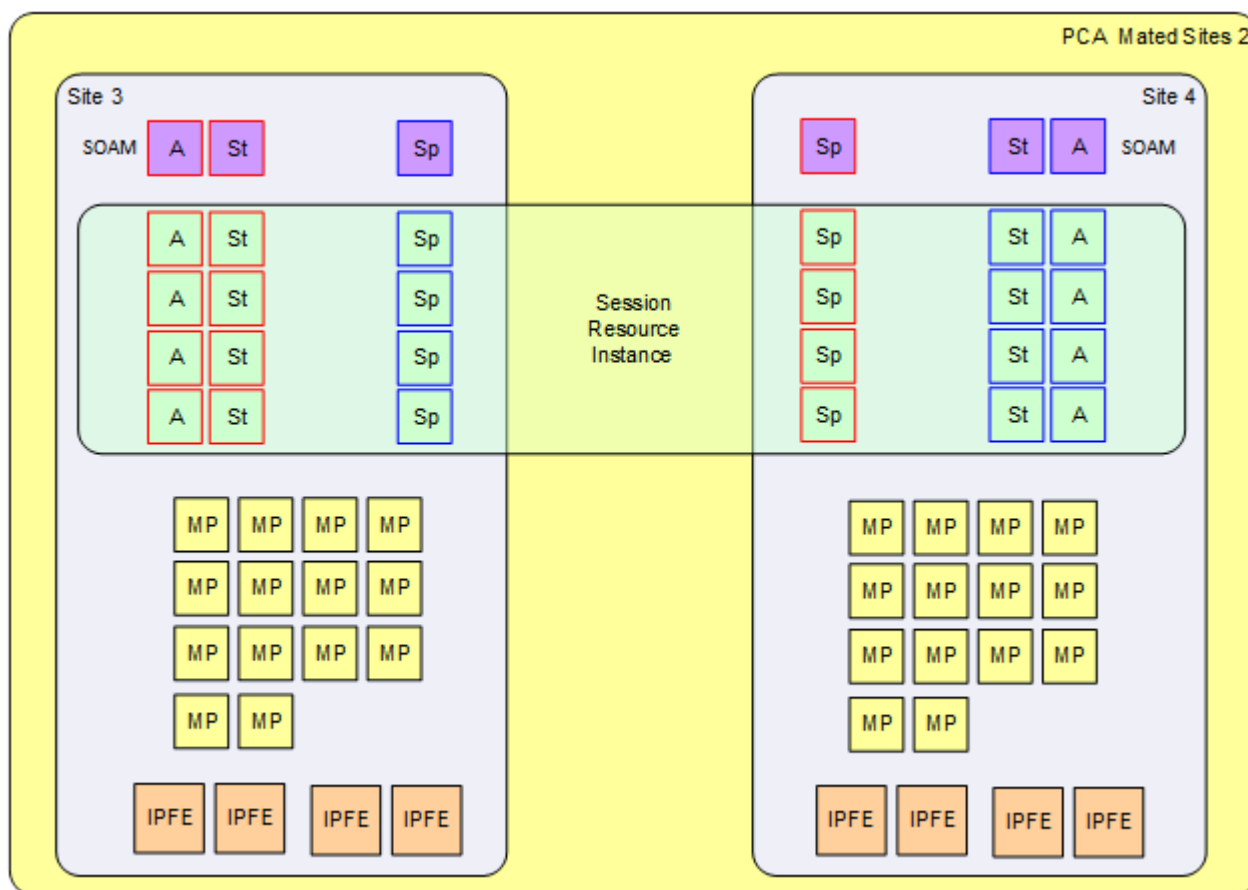 PCA Mated Sites 2
Site 3
Site 4
SOAM A St Sp Sp St A SOAM
A St Sp Sp St A
A St Sp Session Sp St A
Resource
A St Sp Instance Sp St A
A St Sp Sp St A
MP MP MP MP MP MP MP MP
MP MP MP MP MP MP MP MP
MP MP MP MP MP MP MP MP
MP MP MP MP
IPFE IPFE IPFE IPFE IPFE IPFE IPFE IPFE